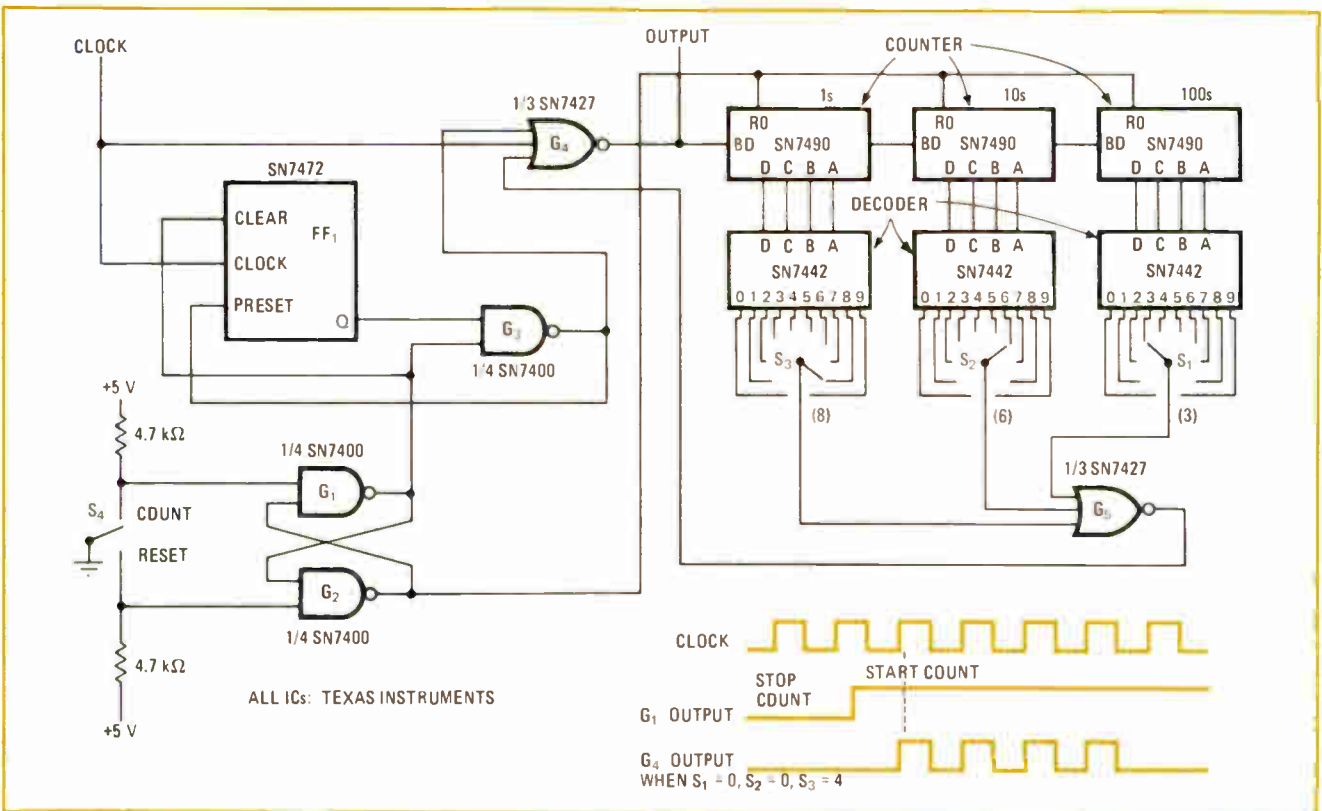 CLOCK
OUTPUT
COUNTER
1/3 SN7427
G4
1s
10s
100s
R0
BD SN7490
D C B A
R0
BD SN7490
D C B A
R0
BD SN7490
D C B A
SN7472
CLEAR
FF1
CLOCK
PRESET
Q
G3
1/4 SN7400
DECODER
D C B A
SN7442
0 1 2 3 4 5 6 7 8 9
D C B A
SN7442
0 1 2 3 4 5 6 7 8 9
D C B A
SN7442
0 1 2 3 4 5 6 7 8 9
S3
S2
S1
(8)
(6)
(3)
+5 V
4.7 kΩ
1/4 SN7400
G1
S4
COUNT
RESET
G2
1/4 SN7400
4.7 kΩ
+5 V
1/3 SN7427
G5
ALL ICs: TEXAS INSTRUMENTS
CLOCK
STOP
COUNT
START COUNT
G1 OUTPUT
G4 OUTPUT
WHEN S1 = 0, S2 = 0, S3 = 4